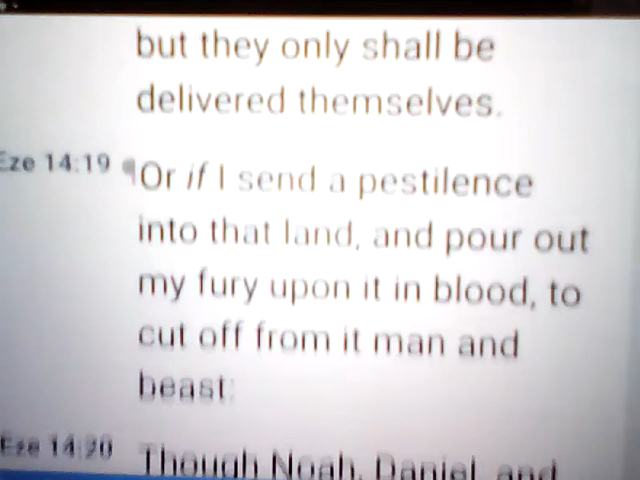 but they only shall be
delivered themselves.
Eze 14:19 ¶Or if I send a pestilence
into that land, and pour out
my fury upon it in blood, to
cut off from it man and
beast:
Eze 14:20 Though Noah, Daniel, and